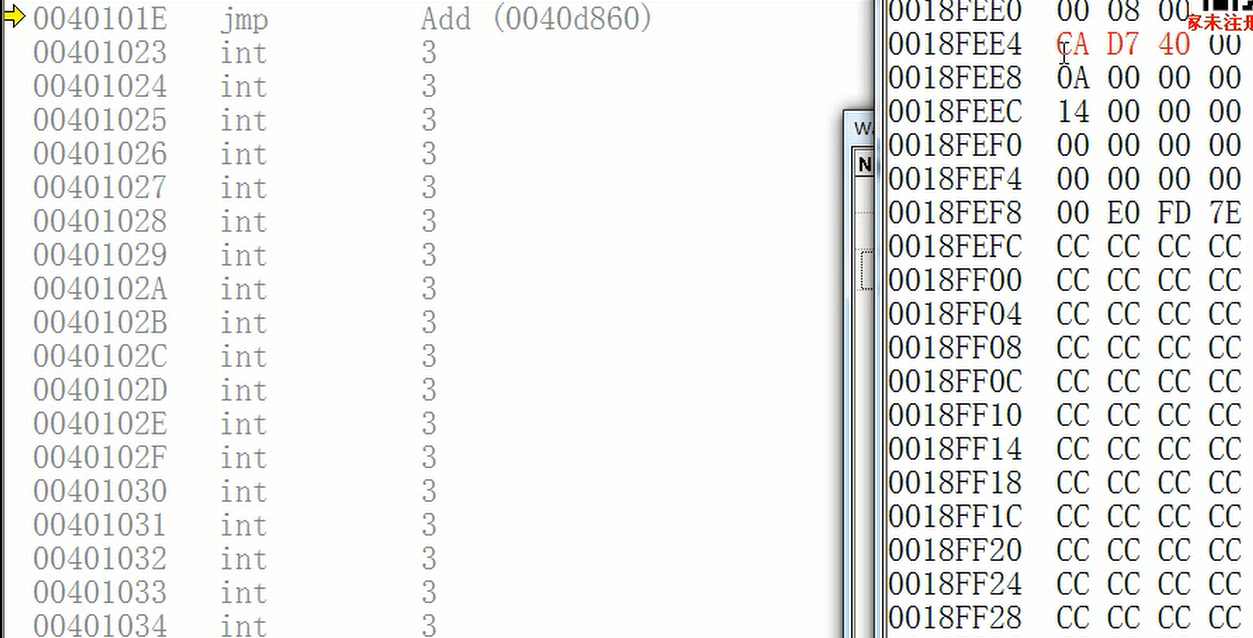 0040101E jmp Add (0040d860)
00401023 int 3
00401024 int 3
00401025 int 3
00401026 int 3
00401027 int 3
00401028 int 3
00401029 int 3
0040102A int 3
0040102B int 3
0040102C int 3
0040102D int 3
0040102E int 3
0040102F int 3
00401030 int 3
00401031 int 3
00401032 int 3
00401033 int 3
00401034 int 3
N
0018FEE0 00 08 00
家未注册
0018FEE4 CA D7 40 00
0018FEE8 0A 00 00 00
0018FEEC 14 00 00 00
0018FEF0 00 00 00 00
0018FEF4 00 00 00 00
0018FEF8 00 E0 FD 7E
0018FEFC CC CC CC CC
0018FF00 CC CC CC CC
0018FF04 CC CC CC CC
0018FF08 CC CC CC CC
0018FF0C CC CC CC CC
0018FF10 CC CC CC CC
0018FF14 CC CC CC CC
0018FF18 CC CC CC CC
0018FF1C CC CC CC CC
0018FF20 CC CC CC CC
0018FF24 CC CC CC CC
0018FF28 CC CC CC CC